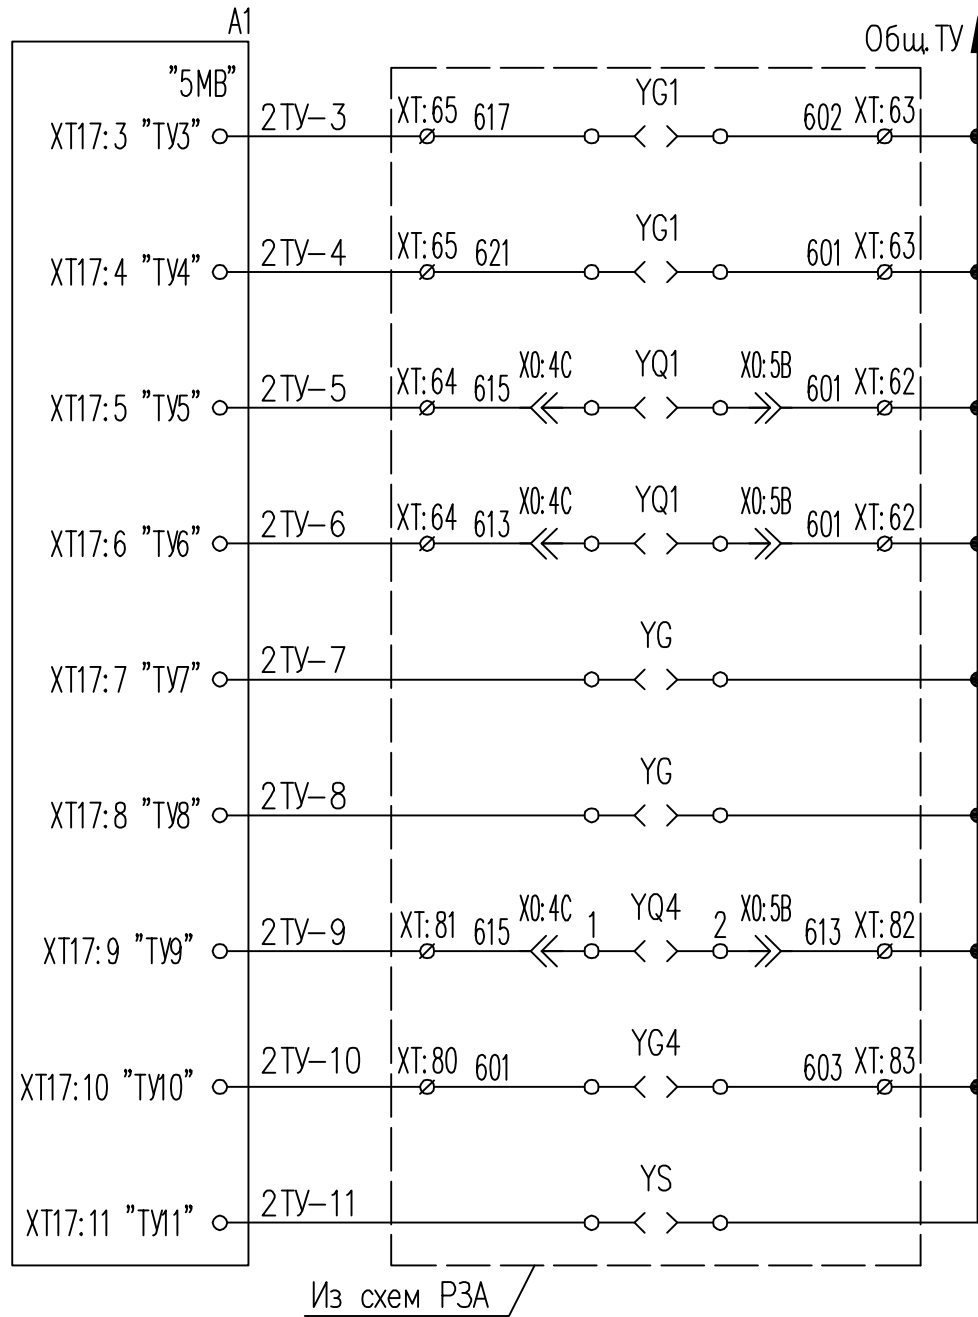 A1
Общ. ТУ
"5МВ"
XT17:3 "ТУ3" 2ТУ-3 XT:65 617 YG1 602 XT:63
XT17:4 "ТУ4" 2ТУ-4 XT:65 621 YG1 601 XT:63
XT17:5 "ТУ5" 2ТУ-5 XT:64 615 X0:4C YQ1 X0:5B 601 XT:62
XT17:6 "ТУ6" 2ТУ-6 XT:64 613 X0:4C YQ1 X0:5B 601 XT:62
XT17:7 "ТУ7" 2ТУ-7 YG
XT17:8 "ТУ8" 2ТУ-8 YG
XT17:9 "ТУ9" 2ТУ-9 XT:81 615 X0:4C 1 YQ4 2 X0:5B 613 XT:82
XT17:10 "ТУ10" 2ТУ-10 XT:80 601 YG4 603 XT:83
XT17:11 "ТУ11" 2ТУ-11 YS
Из схем РЗА